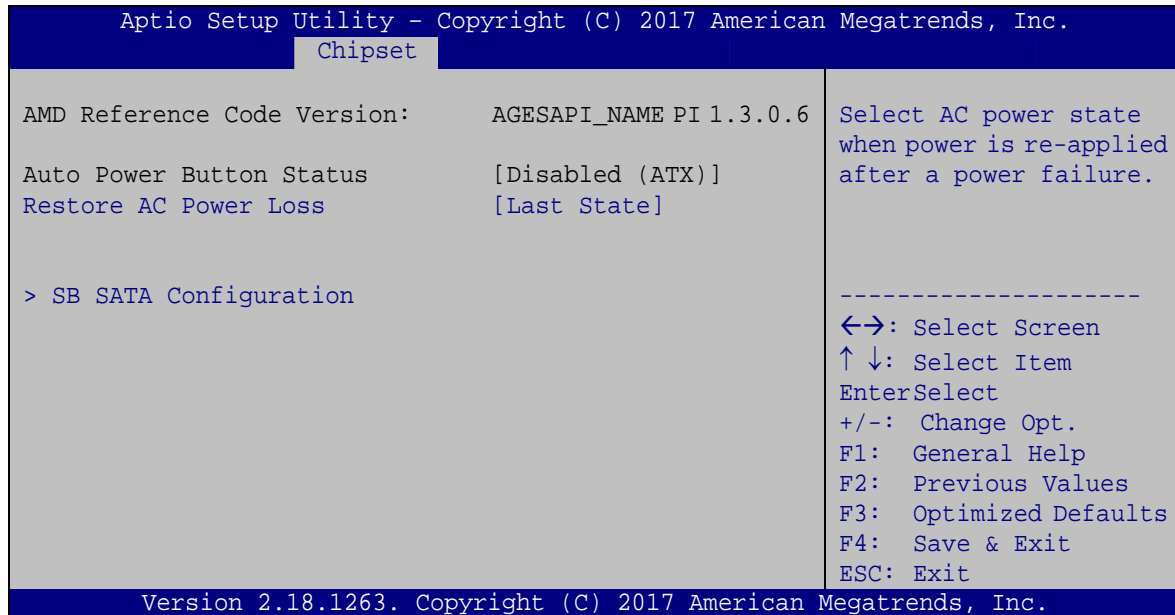 Aptio Setup Utility – Copyright (C) 2017 American Megatrends, Inc.
Chipset
AMD Reference Code Version: AGESAPI_NAME PI 1.3.0.6
Auto Power Button Status [Disabled (ATX)]
Restore AC Power Loss [Last State]
> SB SATA Configuration
Select AC power state
when power is re-applied
after a power failure.
---------------------
←→: Select Screen
↑ ↓: Select Item
EnterSelect
+/-: Change Opt.
F1: General Help
F2: Previous Values
F3: Optimized Defaults
F4: Save & Exit
ESC: Exit
Version 2.18.1263. Copyright (C) 2017 American Megatrends, Inc.